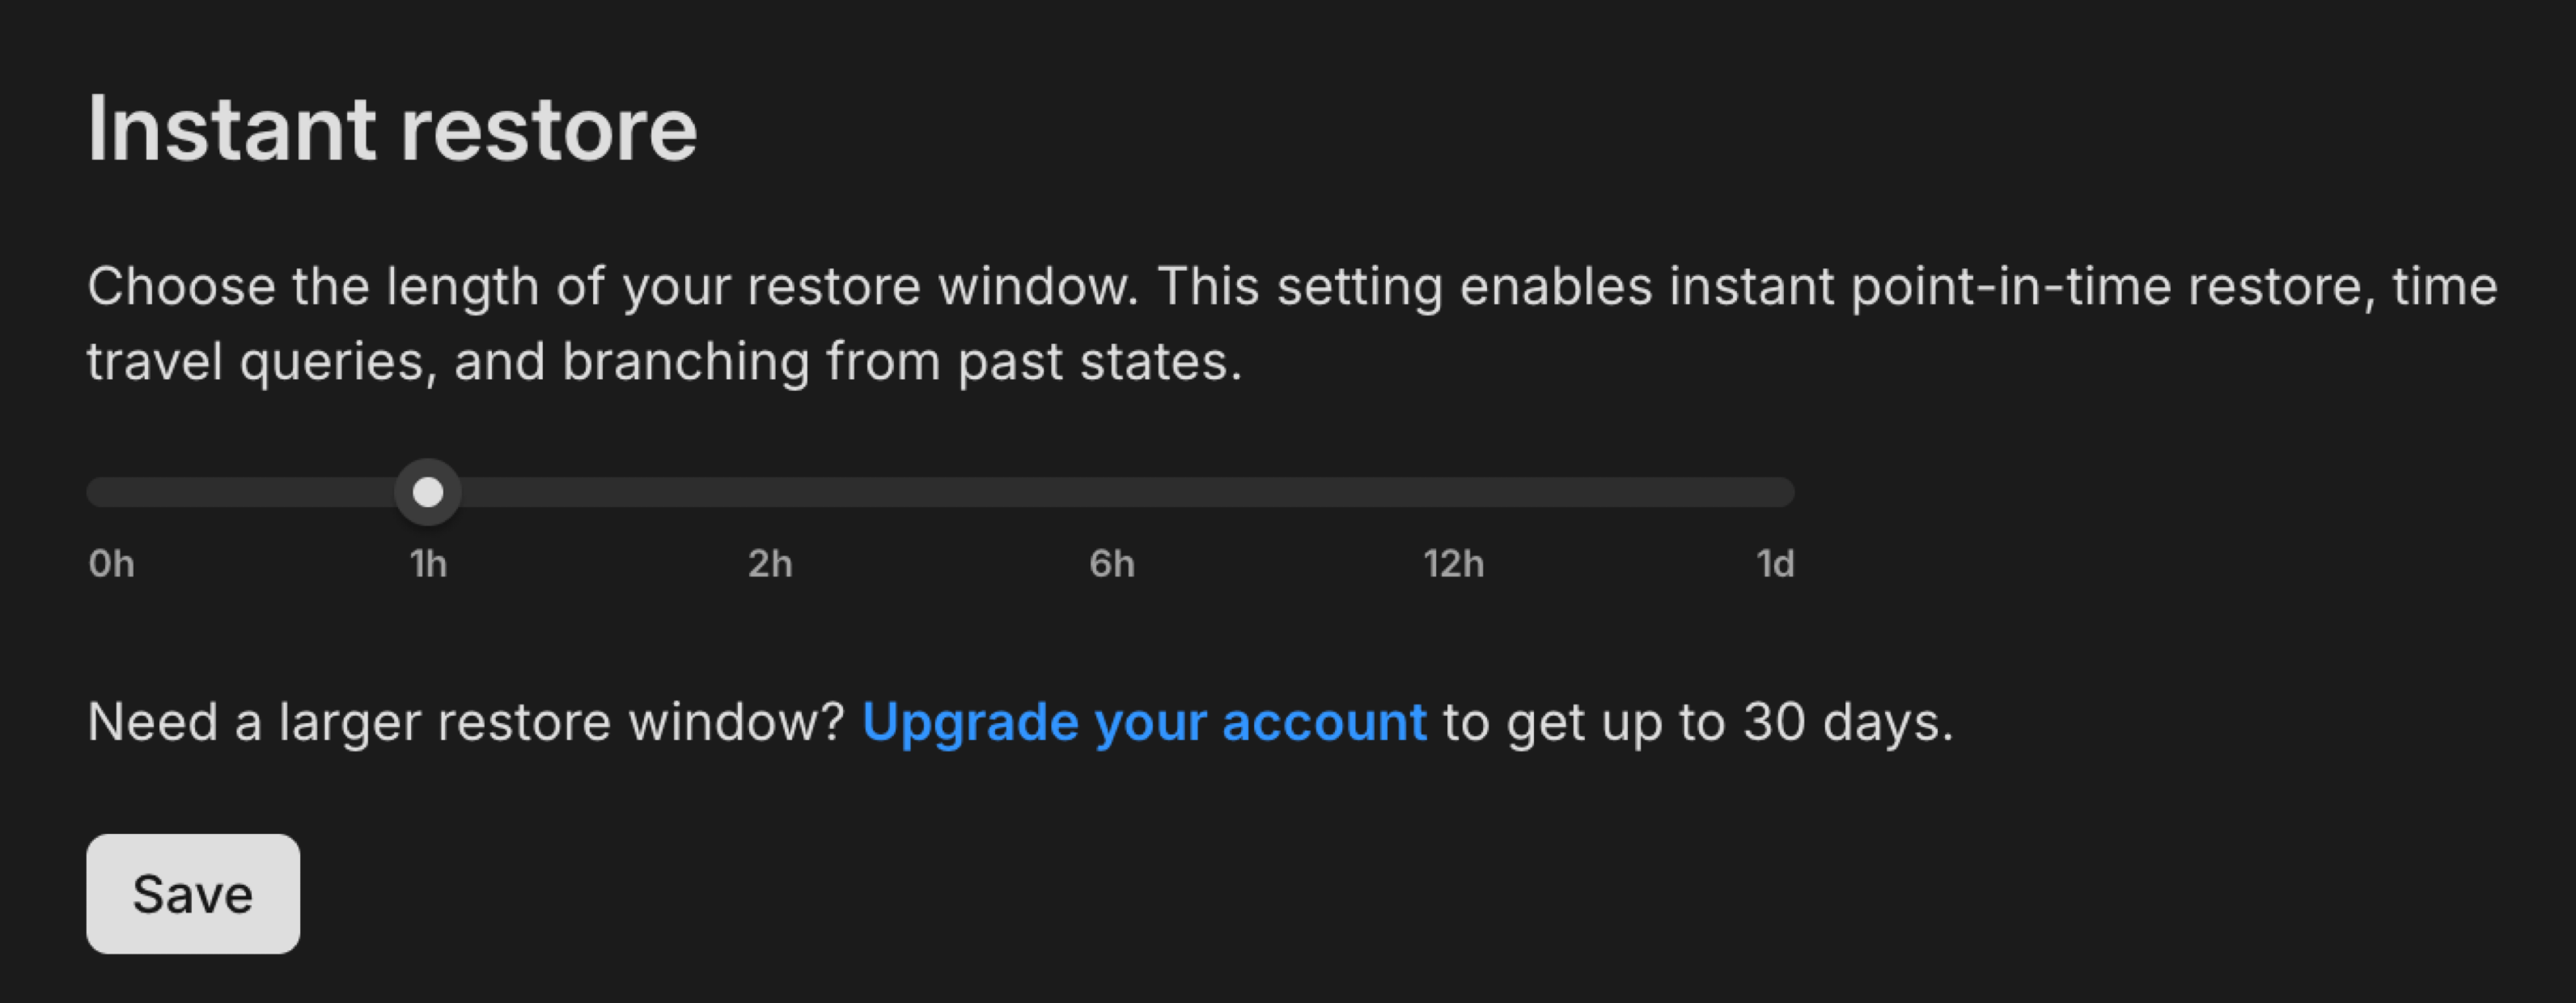 Instant restore
Choose the length of your restore window. This setting enables instant point-in-time restore, time
travel queries, and branching from past states.
0h 1h 2h 6h 12h 1d
Need a larger restore window? Upgrade your account to get up to 30 days.
Save